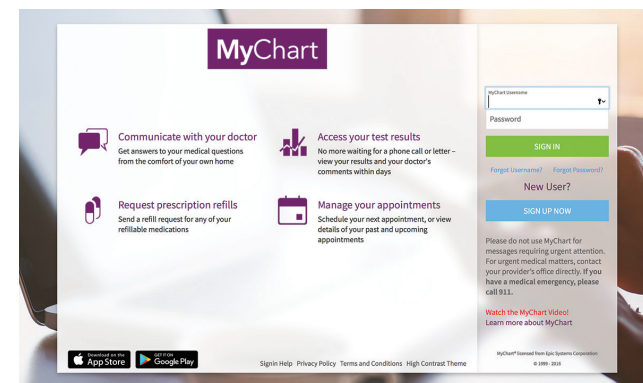 MyChart
Communicate with your doctor
Get answers to your medical questions
from the comfort of your own home
Access your test results
No more waiting for a phone call or letter –
view your results and your doctor's
comments within days
Request prescription refills
Send a refill request for any of your
refillable medications
Manage your appointments
Schedule your next appointment, or view
details of your past and upcoming
appointments
MyChart Username
Password
SIGN IN
Forgot Username? Forgot Password?
New User?
SIGN UP NOW
Please do not use MyChart for
messages requiring urgent attention.
For urgent medical matters, contact
your provider's office directly. If you
have a medical emergency, please
call 911.
Watch the MyChart Video!
Learn more about MyChart
Download on the
App Store
GET IT ON
Google Play
Signin Help Privacy Policy Terms and Conditions High Contrast Theme
MyChart® licensed from Epic Systems Corporation
© 1999 - 2016